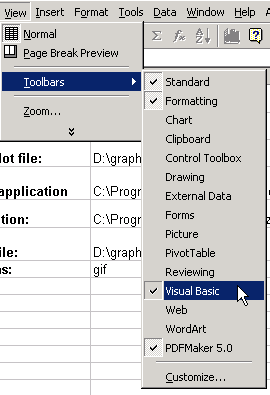 View Insert Format Tools Data Window Help
Normal
Page Break Preview
Toolbars
Zoom...
Standard
Formatting
Chart
Clipboard
Control Toolbox
Drawing
External Data
Forms
Picture
PivotTable
Reviewing
Visual Basic
Web
WordArt
PDFMaker 5.0
Customize...
lot file: D:\graph
application C:\Progr
tion: C:\Progr
ile: D:\graph
as: gif